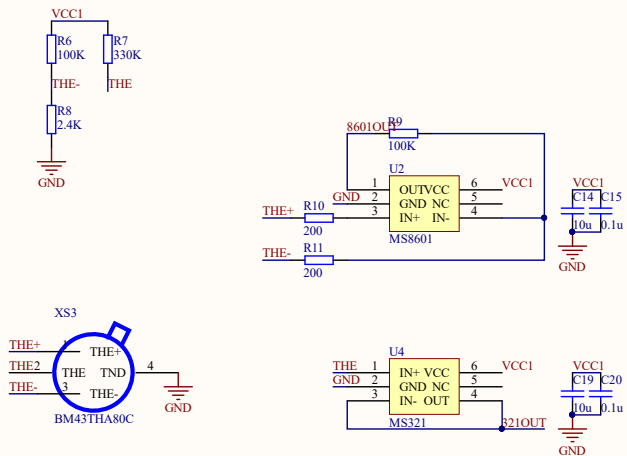 VCC1
R6
100K
R7
330K
THE-
THE
R8
2.4K
GND
8601OUT
R9
100K
U2
1
OUT
VCC
6
VCC1
GND
2
GND
NC
5
THE+
R10
200
3
IN+
IN-
4
MS8601
THE-
R11
200
VCC1
C14
C15
10u
0.1u
GND
XS3
THE+
1
THE+
THE
2
THE
TND
4
THE-
3
THE-
GND
BM43THA80C
U4
THE
1
IN+
VCC
6
VCC1
GND
2
GND
NC
5
3
IN-
OUT
4
MS321
321OUT
VCC1
C19
C20
10u
0.1u
GND